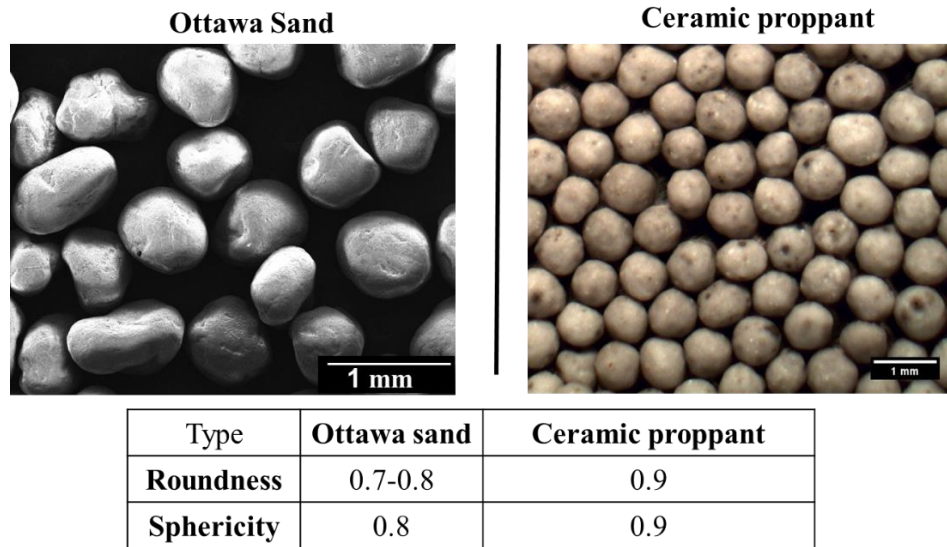 Ottawa Sand
Ceramic proppant
1 mm
1 mm
Type Ottawa sand Ceramic proppant
Roundness 0.7-0.8 0.9
Sphericity 0.8 0.9